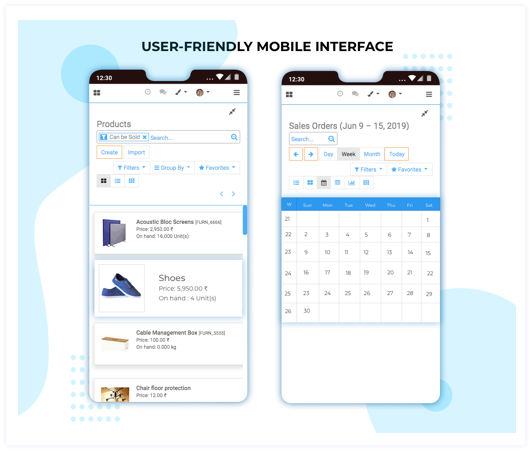 USER-FRIENDLY MOBILE INTERFACE
12:30
Products
Can be Sold x Search...
Create Import
Filters Group By Favorites
Acoustic Bloc Screens [FURN_6666]
Price: 2,950.00 ₹
On hand: 16.000 Unit(s)
Shoes
Price: 5,950.00 ₹
On hand : 4 Unit(s)
Cable Management Box [FURN_5555]
Price: 100.00 ₹
On hand: 0.000 kg
Chair floor protection
Price: 12.00 ₹
12:30
Sales Orders (Jun 9 – 15, 2019)
Search...
Day Week Month Today
Filters Favorites
W Sun Mon Tue Wed Thu Fri Sat
21 1
22 2 3 4 5 6 7 8
23 9 10 11 12 13 14 15
24 16 17 18 19 20 21 22
25 23 24 25 26 27 28 29
26 30